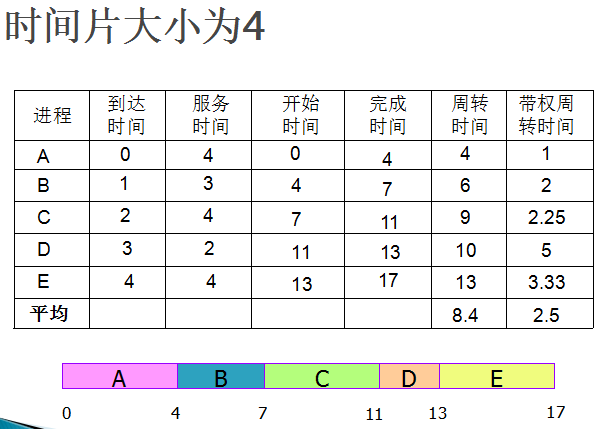 时间片大小为4
进程 到达时间 服务时间 开始时间 完成时间 周转时间 带权周转时间
A 0 4 0 4 4 1
B 1 3 4 7 6 2
C 2 4 7 11 9 2.25
D 3 2 11 13 10 5
E 4 4 13 17 13 3.33
平均 8.4 2.5
A B C D E
0 4 7 11 13 17